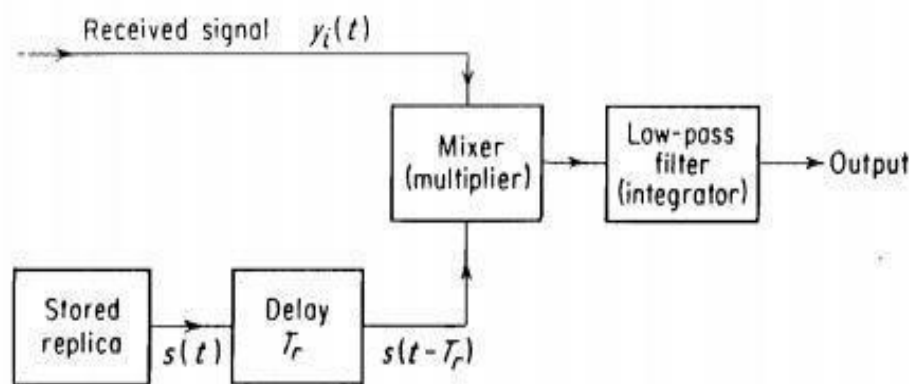 Received signal y_i(t)
Mixer
(multiplier)
Low-pass
filter
(integrator)
Output
Stored
replica
s(t)
Delay
T_r
s(t-T_r)